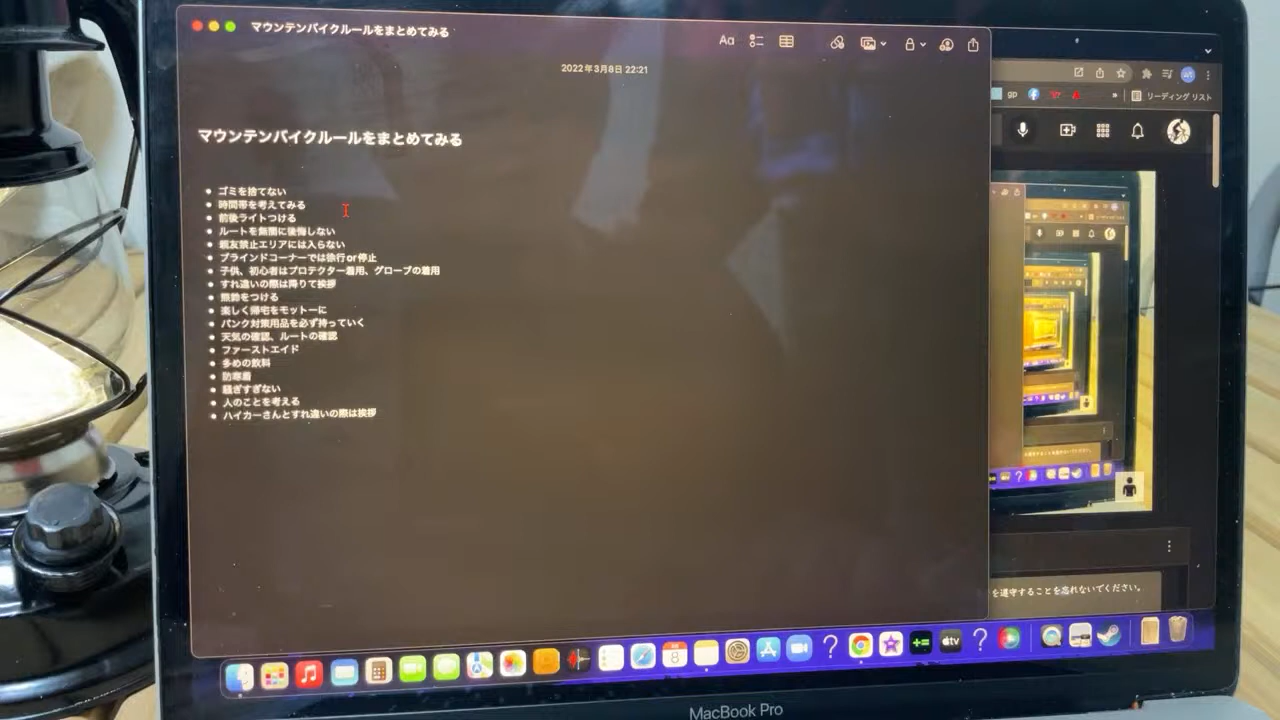 マウンテンバイクルールをまとめてみる
2022年3月8日 22:21
マウンテンバイクルールをまとめてみる
ゴミを捨てない
時間帯を考えてみる
前後ライトつける
ルートを無闇に後悔しない
親友禁止エリアには入らない
ブラインドコーナーでは徐行or停止
子供、初心者はプロテクター着用、グローブの着用
すれ違いの際は降りて挨拶
熊鈴をつける
楽しく帰宅をモットーに
パンク対策用品を必ず持っていく
天気の確認、ルートの確認
ファーストエイド
多めの飲料
防寒着
騒ぎすぎない
人のことを考える
ハイカーさんとすれ違いの際は挨拶
Aa
gp
リーディングリスト
を遵守することを忘れないでください。
8
tv
MacBook Pro